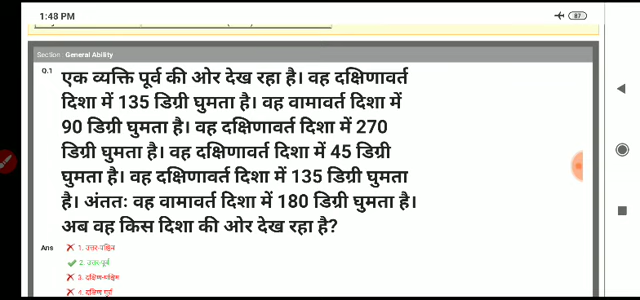 1:48 PM
87
Section : General Ability
Q.1 एक व्यक्ति पूर्व की ओर देख रहा है। वह दक्षिणावर्त
दिशा में 135 डिग्री घुमता है। वह वामावर्त दिशा में
90 डिग्री घुमता है। वह दक्षिणावर्त दिशा में 270
डिग्री घुमता है। वह दक्षिणावर्त दिशा में 45 डिग्री
घुमता है। वह दक्षिणावर्त दिशा में 135 डिग्री घुमता
है। अंततः वह वामावर्त दिशा में 180 डिग्री घुमता है।
अब वह किस दिशा की ओर देख रहा है?
Ans 1. उत्तर-पश्चिम
2. उत्तर-पूर्व
3. दक्षिण-पश्चिम
4. दक्षिण पूर्व